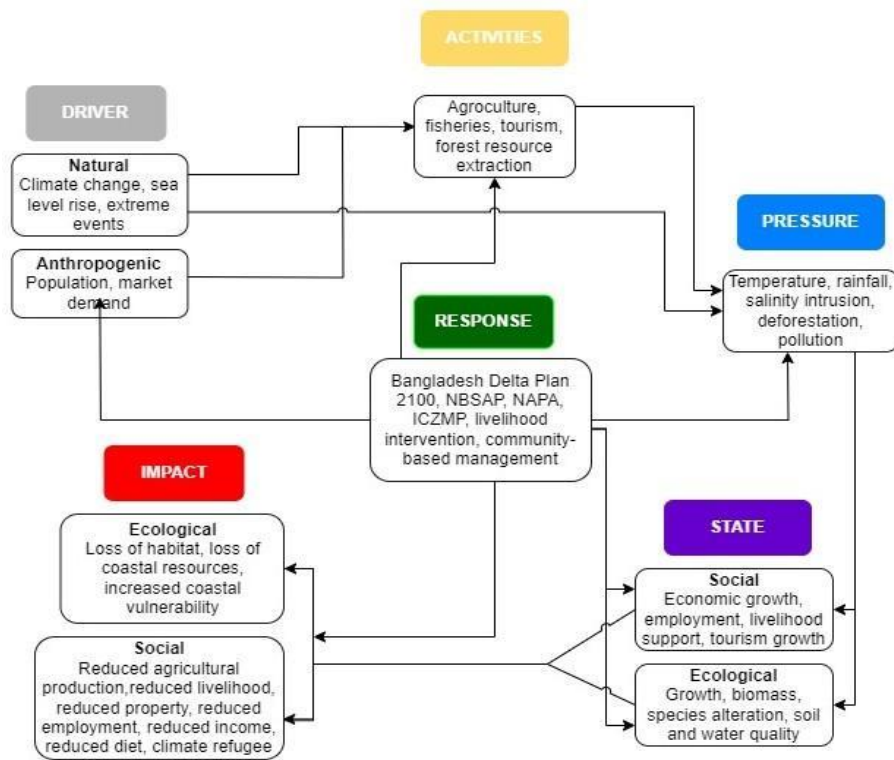 ACTIVITIES
DRIVER
Agroculture,
fisheries, tourism,
forest resource
extraction
Natural
Climate change, sea
level rise, extreme
events
PRESSURE
Anthropogenic
Population, market
demand
Temperature, rainfall,
salinity intrusion,
deforestation,
pollution
RESPONSE
Bangladesh Delta Plan
2100, NBSAP, NAPA,
ICZMP, livelihood
intervention, community-
based management
IMPACT
STATE
Ecological
Loss of habitat, loss of
coastal resources,
increased coastal
vulnerability
Social
Economic growth,
employment, livelihood
support, tourism growth
Social
Reduced agricultural
production,reduced livelihood,
reduced property, reduced
employment, reduced income,
reduced diet, climate refugee
Ecological
Growth, biomass,
species alteration, soil
and water quality